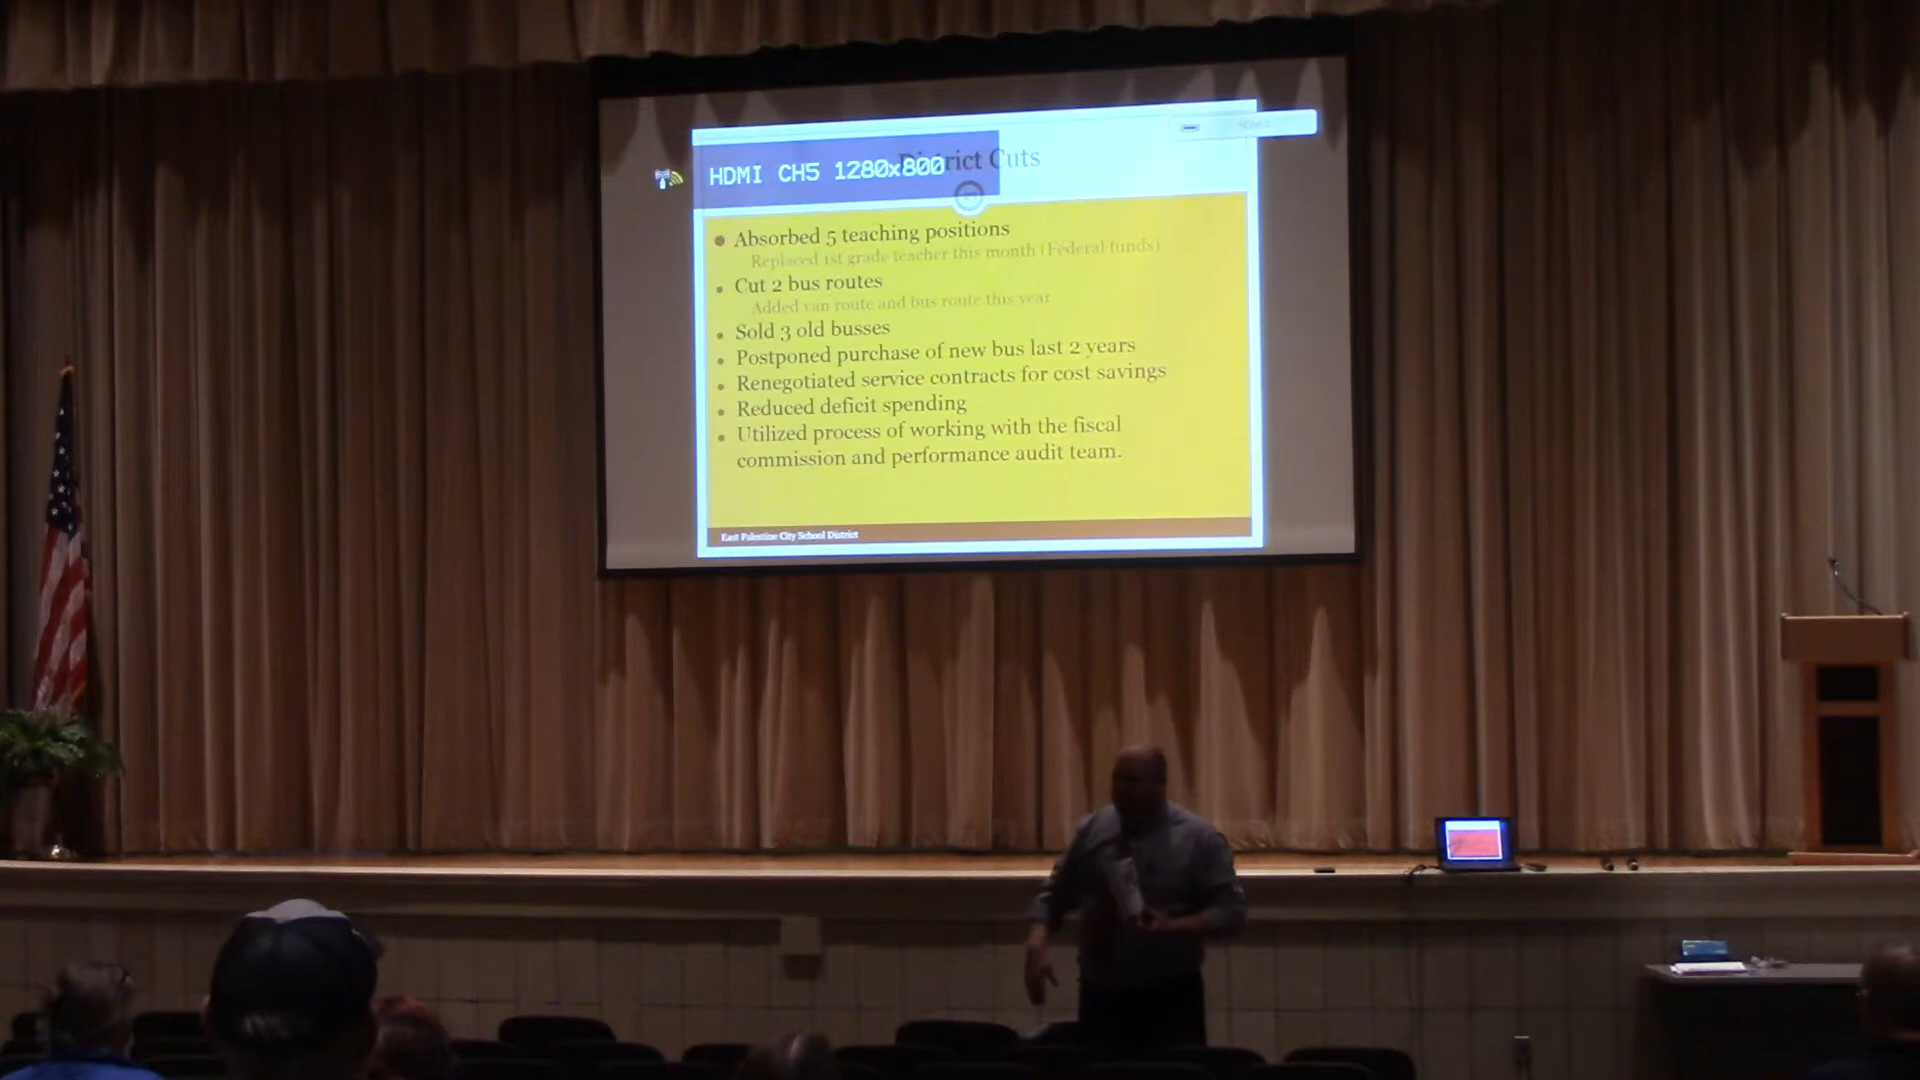 HDMI CH5 1280x800
District Cuts
Absorbed 5 teaching positions
Replaced 1st grade teacher this month (Federal funds)
Cut 2 bus routes
Added van route and bus route this year
Sold 3 old busses
Postponed purchase of new bus last 2 years
Renegotiated service contracts for cost savings
Reduced deficit spending
Utilized process of working with the fiscal
commission and performance audit team.
East Palestine City School District